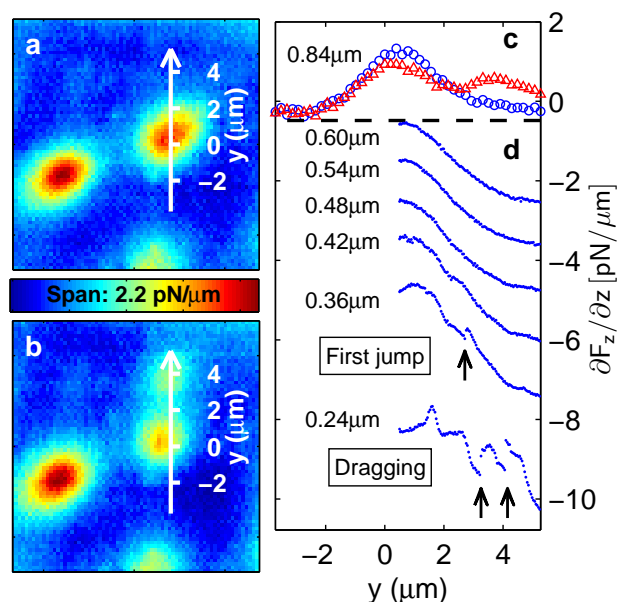 a
4
2
0
−2
y (μm)
Span: 2.2 pN/μm
b
4
2
0
−2
y (μm)
c
0.84μm
d
0.60μm
0.54μm
0.48μm
0.42μm
0.36μm
First jump
0.24μm
Dragging
2
0
−2
−4
−6
−8
−10
∂F_z/∂z [pN/μm]
−2 0 2 4
y (μm)